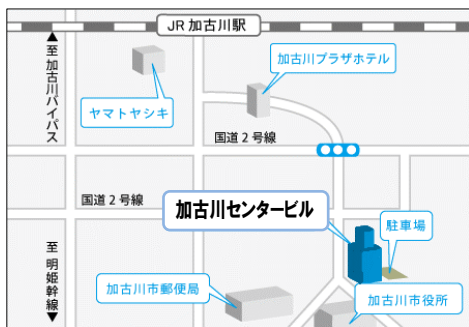 JR 加古川駅
▲至加古川バイパス
ヤマトヤシキ
加古川プラザホテル
国道2号線
国道2号線
加古川センタービル
駐車場
至明姫幹線▼
加古川市郵便局
加古川市役所